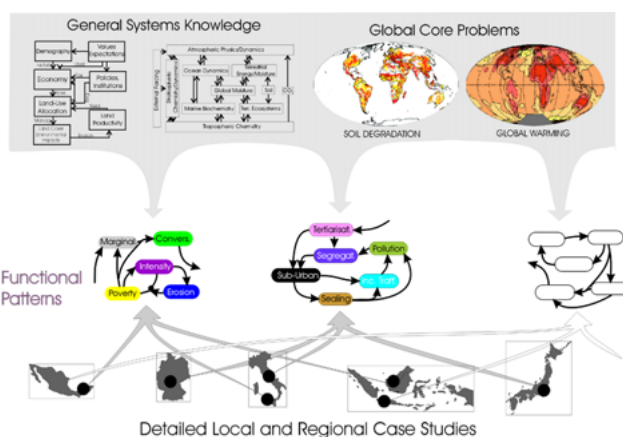 General Systems Knowledge
Global Core Problems
Demography
Values
Expectations
Economy
Policies,
Institutions
Land-Use
Allocation
Land
Productivity
Atmospheric Physics/Dynamics
Ocean Dynamics
Terrestrial
Energy/Moisture
Global Moisture
Soil
CO2
Marine Biochemistry
Terr. Ecosystems
Tropospheric Chemistry
External Forcing
SOIL DEGRADATION
GLOBAL WARMING
Functional
Patterns
Marginal.
Convers.
Intensity
Poverty
Erosion
Tertiarisat.
Segregat.
Pollution
Sub-Urban
Inc. Traff.
Sealing
Detailed Local and Regional Case Studies